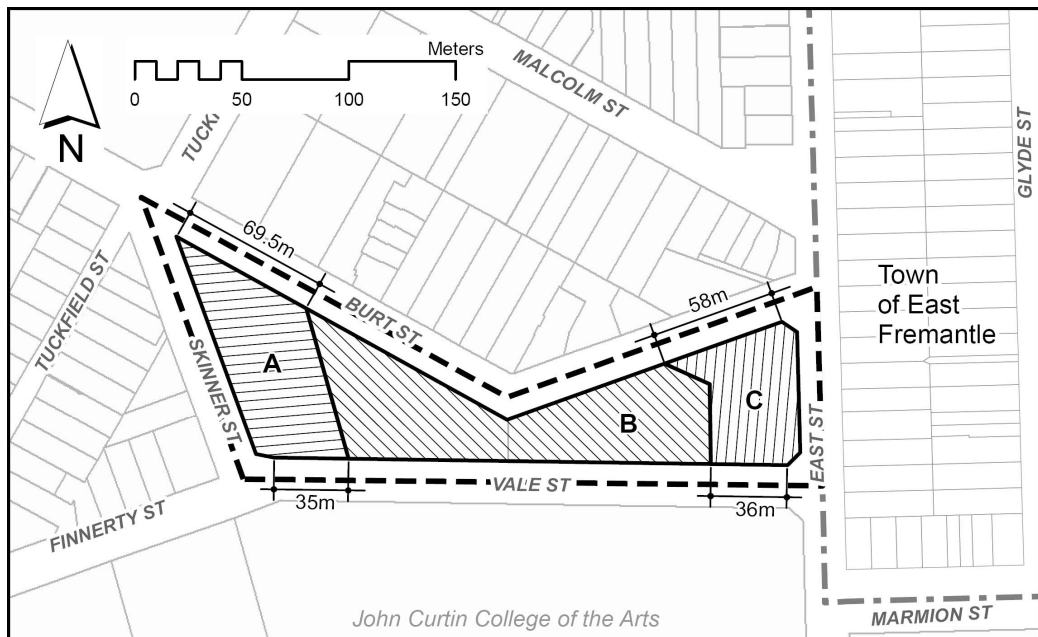 Meters
0 50 100 150
N
TUCKF
MALCOLM ST
GLYDE ST
69.5m
BURT ST
58m
Town
of East
Fremantle
TUCKFIELD ST
SKINNER ST
A
B
C
EAST ST
VALE ST
35m
36m
FINNERTY ST
John Curtin College of the Arts
MARMION ST